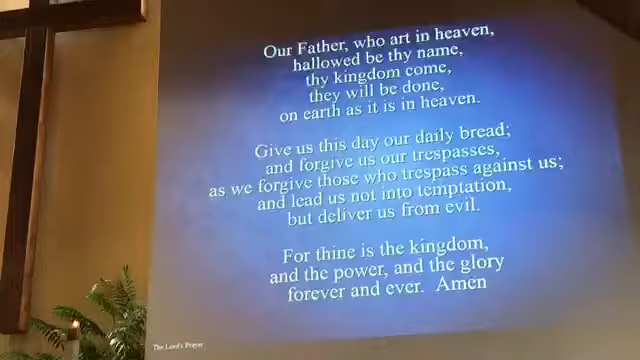 Our Father, who art in heaven,
hallowed be thy name,
thy kingdom come,
they will be done,
on earth as it is in heaven.
Give us this day our daily bread;
and forgive us our trespasses,
as we forgive those who trespass against us;
and lead us not into temptation,
but deliver us from evil.
For thine is the kingdom,
and the power, and the glory
forever and ever. Amen
The Lord's Prayer